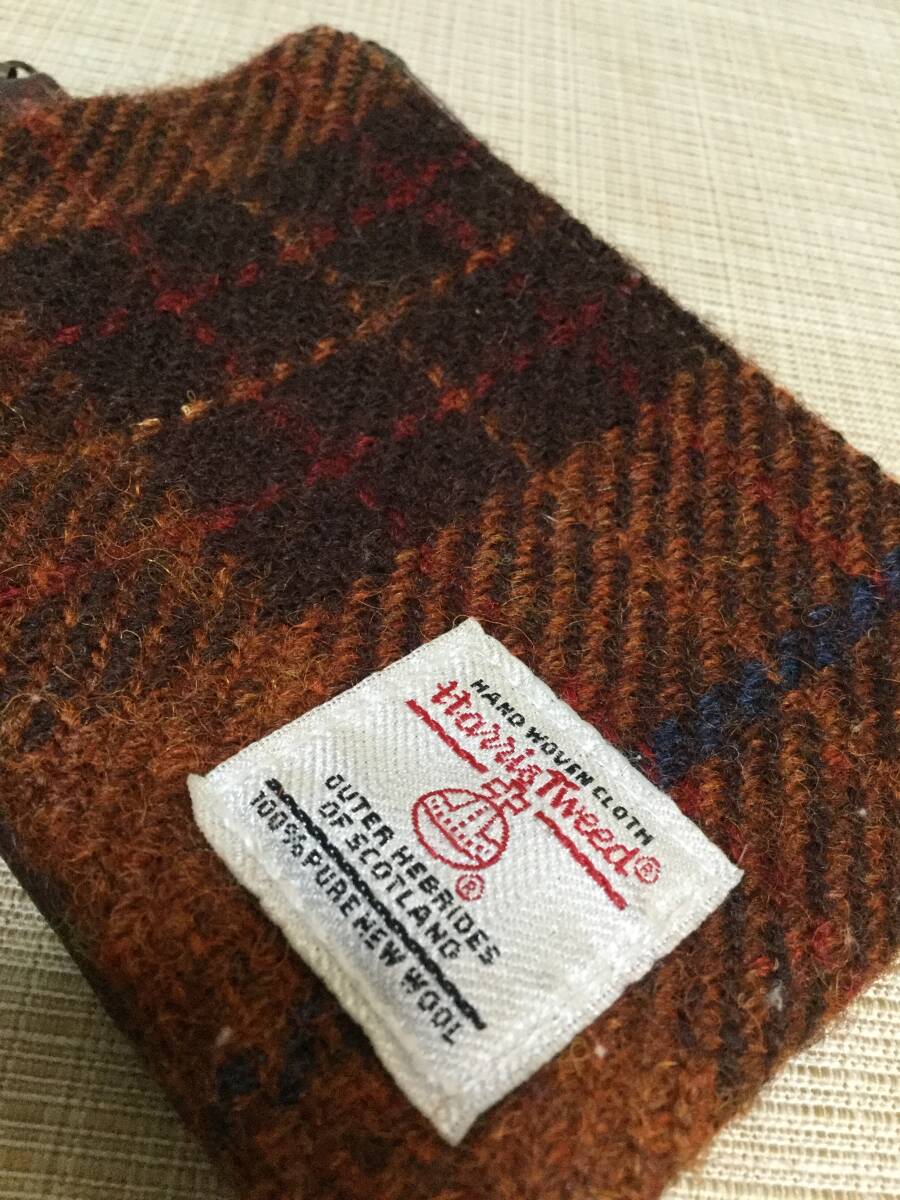 HAND WOVEN CLOTH
Harris Tweed®
®
OUTER HEBRIDES
OF SCOTLAND
100% PURE NEW WOOL